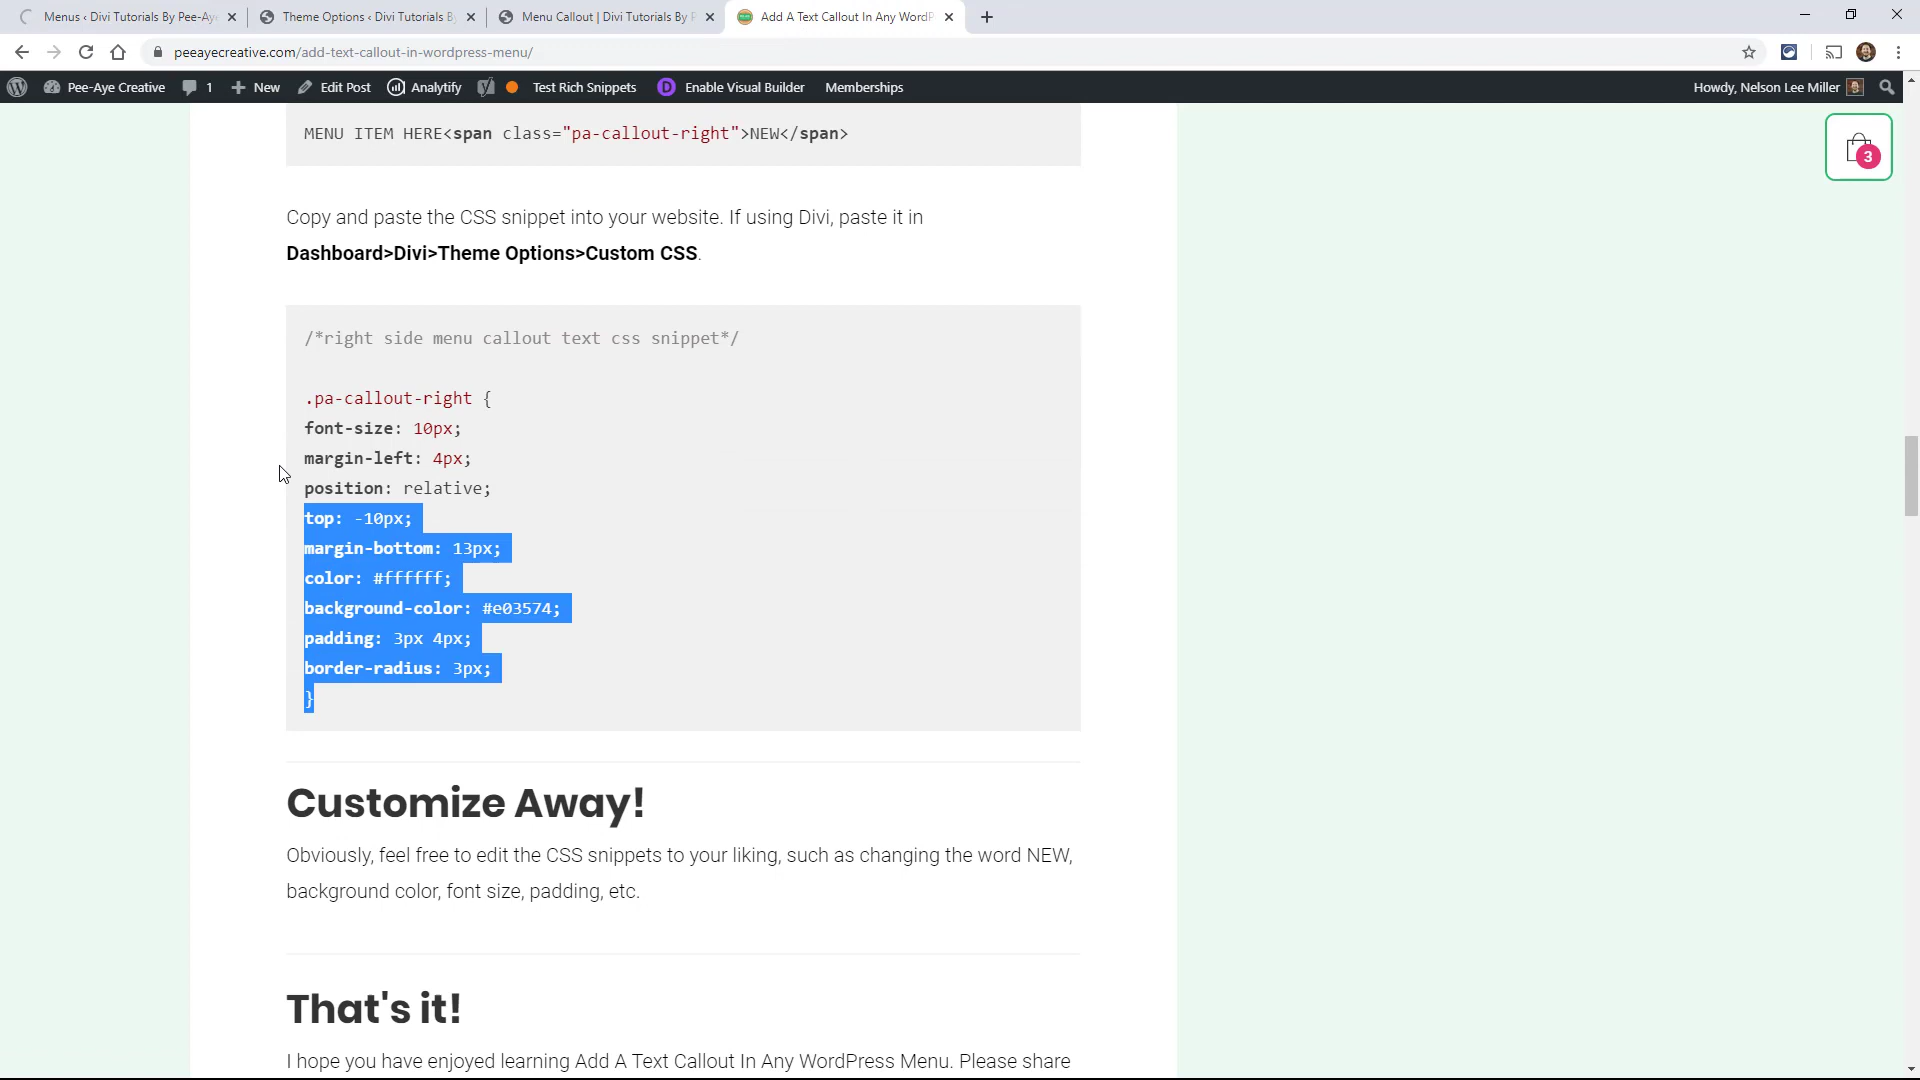 Menus ‹ Divi Tutorials By Pee-Ay
Theme Options ‹ Divi Tutorials B
Menu Callout | Divi Tutorials By P
Add A Text Callout In Any WordP
peeayecreative.com/add-text-callout-in-wordpress-menu/
Pee-Aye Creative 1 New Edit Post Analytify Test Rich Snippets Enable Visual Builder Memberships Howdy, Nelson Lee Miller
3
MENU ITEM HERE<span class="pa-callout-right">NEW</span>
Copy and paste the CSS snippet into your website. If using Divi, paste it in
Dashboard>Divi>Theme Options>Custom CSS.
/*right side menu callout text css snippet*/
.pa-callout-right {
font-size: 10px;
margin-left: 4px;
position: relative;
top: -10px;
margin-bottom: 13px;
color: #ffffff;
background-color: #e03574;
padding: 3px 4px;
border-radius: 3px;
}
Customize Away!
Obviously, feel free to edit the CSS snippets to your liking, such as changing the word NEW,
background color, font size, padding, etc.
That's it!
I hope you have enjoyed learning Add A Text Callout In Any WordPress Menu. Please share